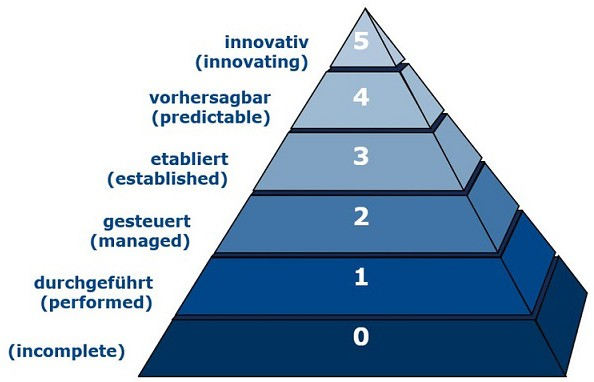 innovativ
(innovating)
5
vorhersagbar
(predictable)
4
etabliert
(established)
3
gesteuert
(managed)
2
durchgeführt
(performed)
1
(incomplete)
0